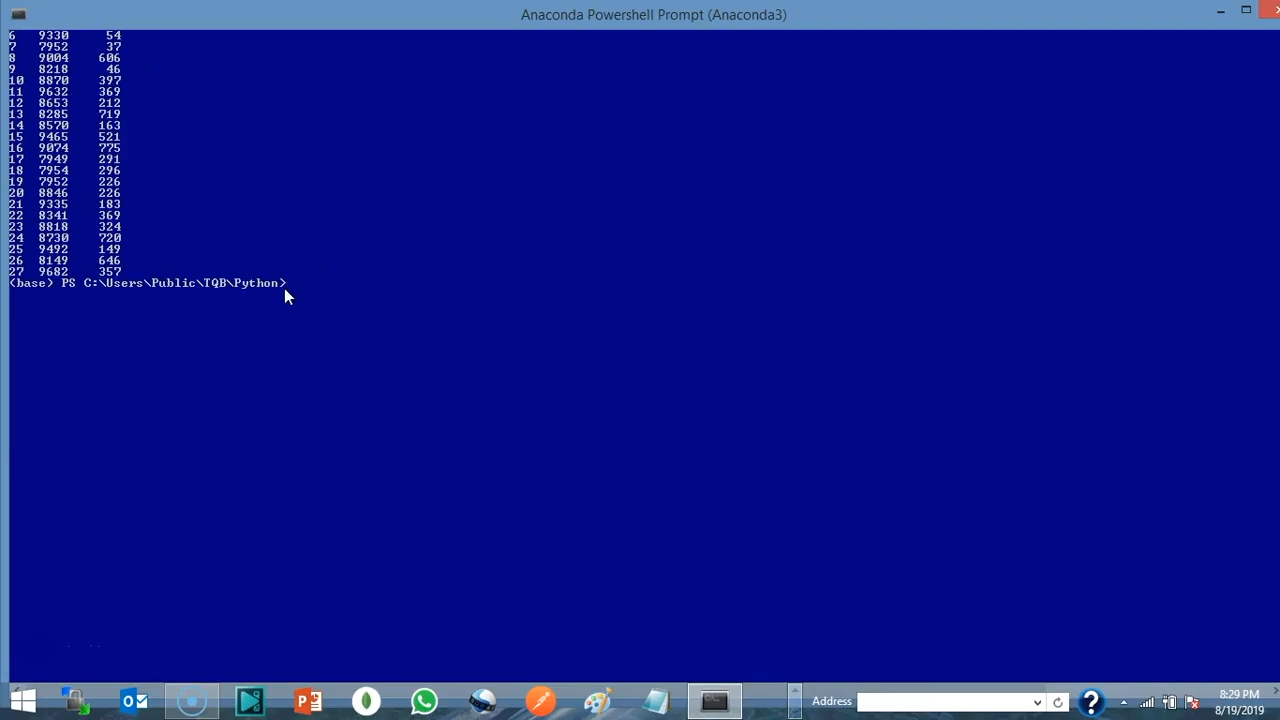 Anaconda Powershell Prompt (Anaconda3)
6 9330 54
7 7952 37
8 9004 606
9 8218 46
10 8870 397
11 9632 369
12 8653 212
13 8285 719
14 8570 163
15 9465 521
16 9074 775
17 7949 291
18 7954 296
19 7952 226
20 8846 226
21 9335 183
22 8341 369
23 8818 324
24 8730 720
25 9492 149
26 8149 646
27 9682 357
(base) PS C:\Users\Public\TQB\Python>
Address
8:29 PM
8/19/2019